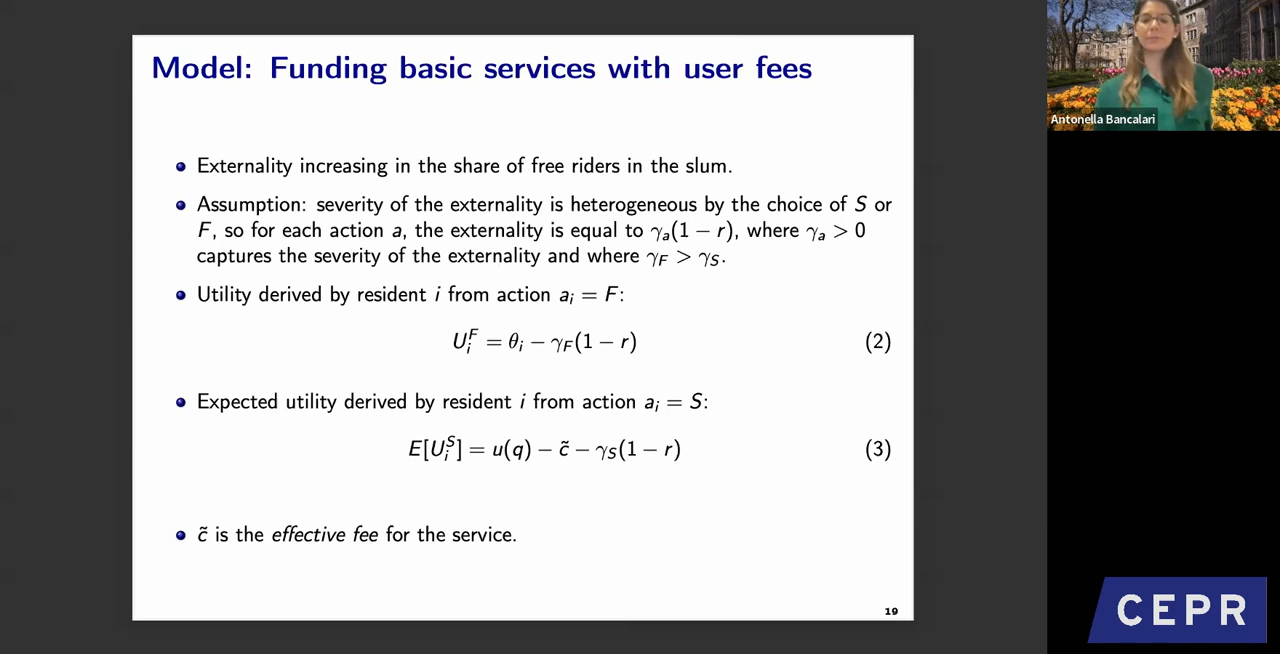 Model: Funding basic services with user fees
Externality increasing in the share of free riders in the slum.
Assumption: severity of the externality is heterogeneous by the choice of S or
F, so for each action a, the externality is equal to γₐ(1 − r), where γₐ > 0
captures the severity of the externality and where γ_F > γ_S.
Utility derived by resident i from action aᵢ = F:
U_i^F = θᵢ − γ_F(1 − r) (2)
Expected utility derived by resident i from action aᵢ = S:
E[U_i^S] = u(q) − c̃ − γ_S(1 − r) (3)
c̃ is the effective fee for the service.
19
Antonella Bancalari
CEPR